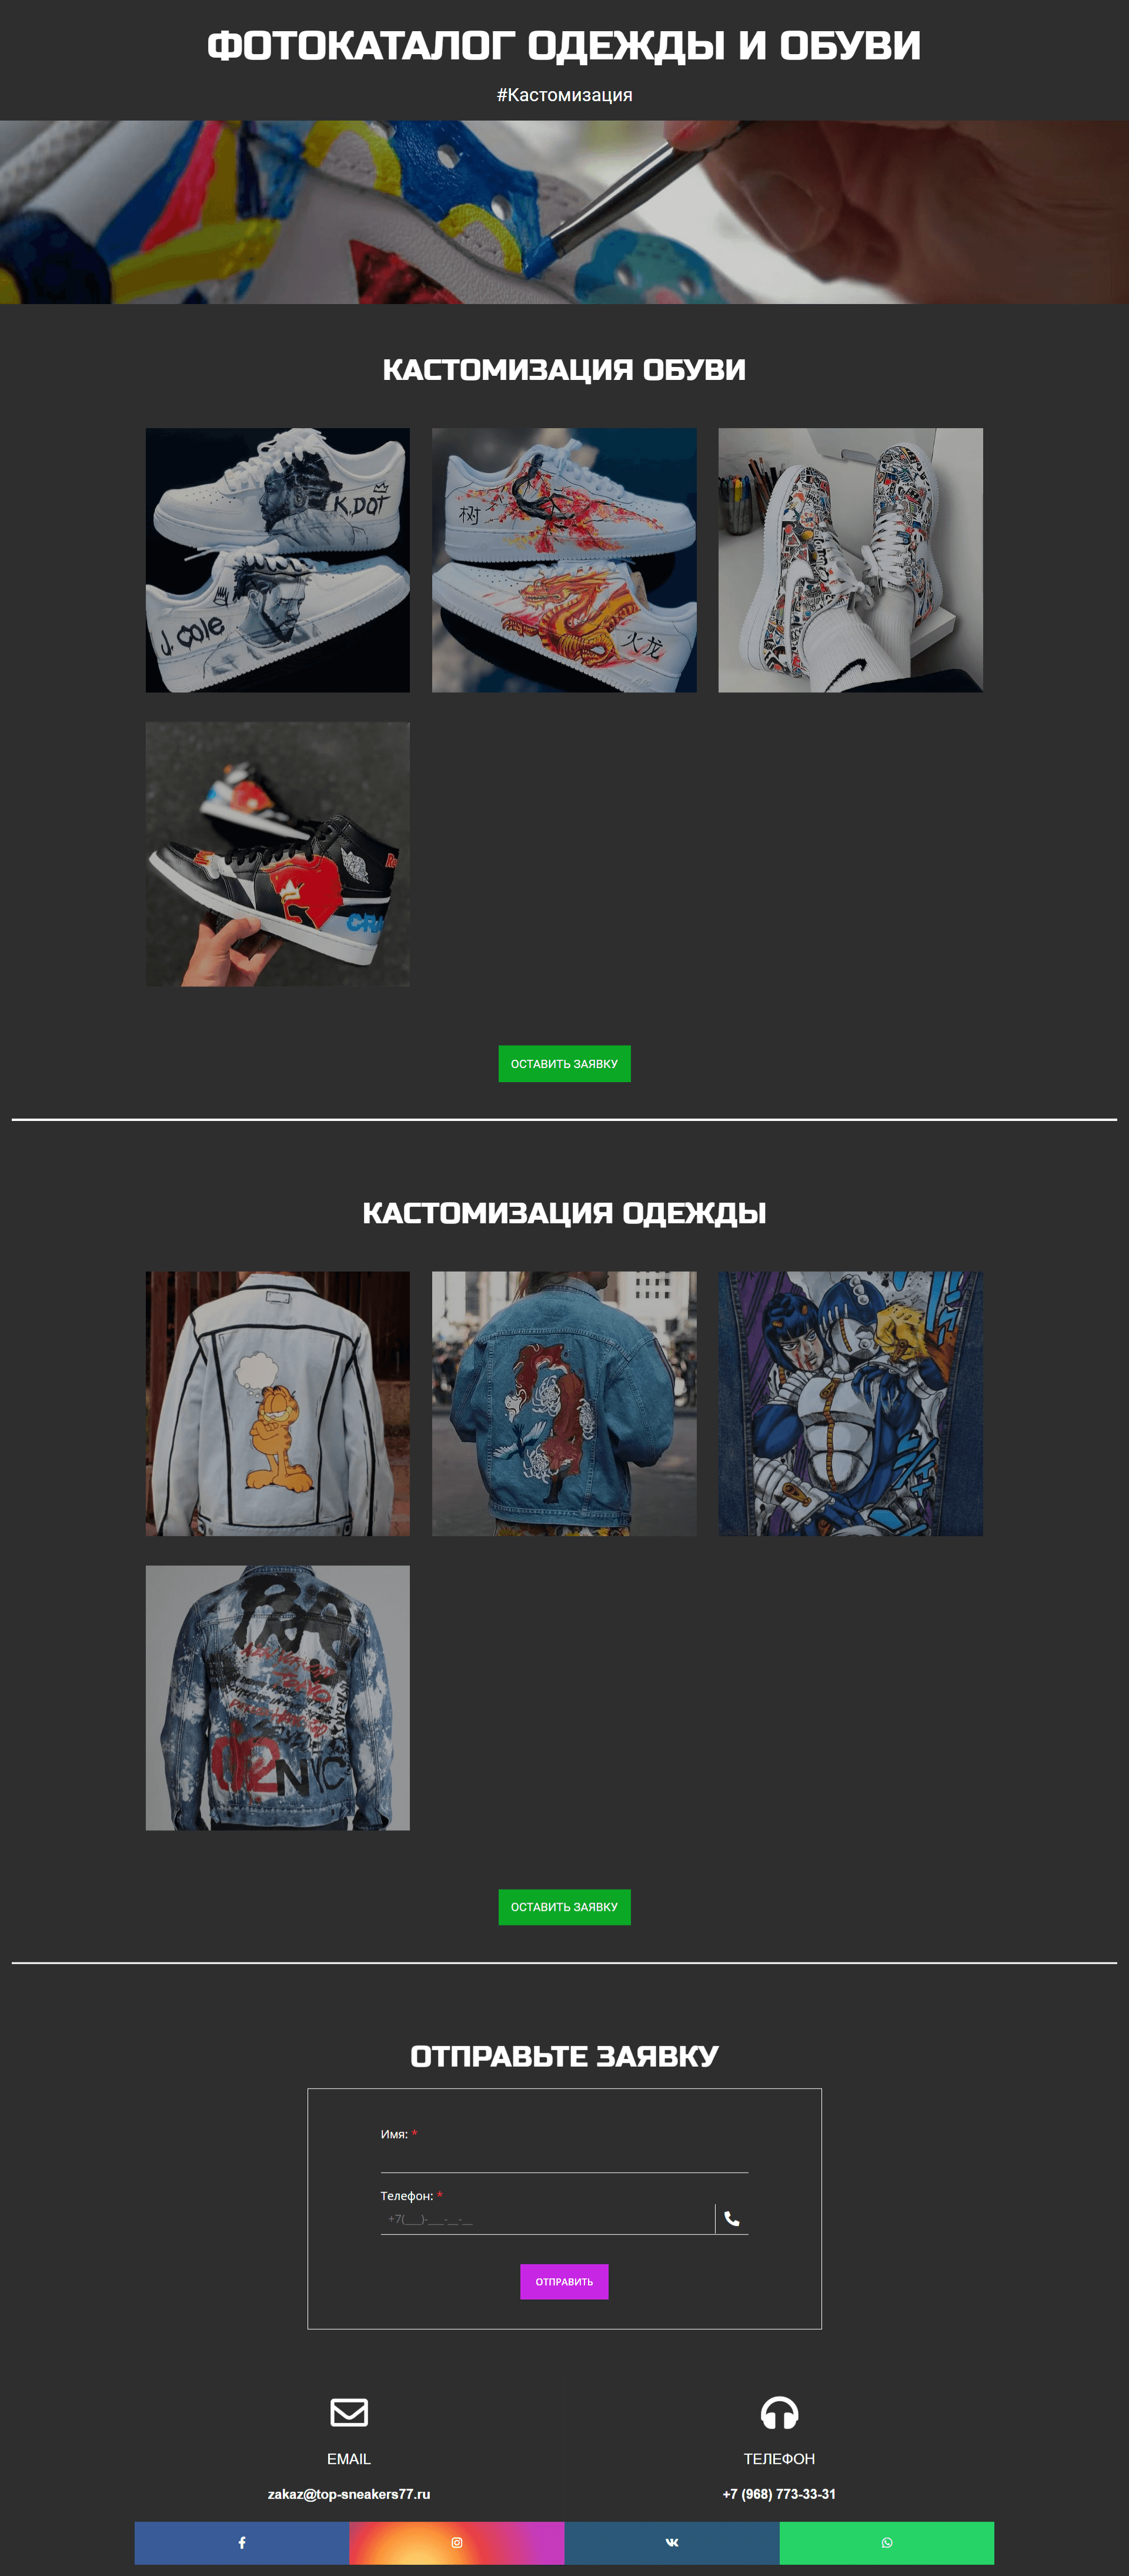 ФОТОКАТАЛОГ ОДЕЖДЫ И ОБУВИ
#Кастомизация
КАСТОМИЗАЦИЯ ОБУВИ
K.DOT
J. Cole
树
火龙
ОСТАВИТЬ ЗАЯВКУ
КАСТОМИЗАЦИЯ ОДЕЖДЫ
02 NYC
ОСТАВИТЬ ЗАЯВКУ
ОТПРАВЬТЕ ЗАЯВКУ
Имя: *
Телефон: *
+7(___)-___-__-__
ОТПРАВИТЬ
EMAIL
ТЕЛЕФОН
zakaz@top-sneakers77.ru
+7 (968) 773-33-31